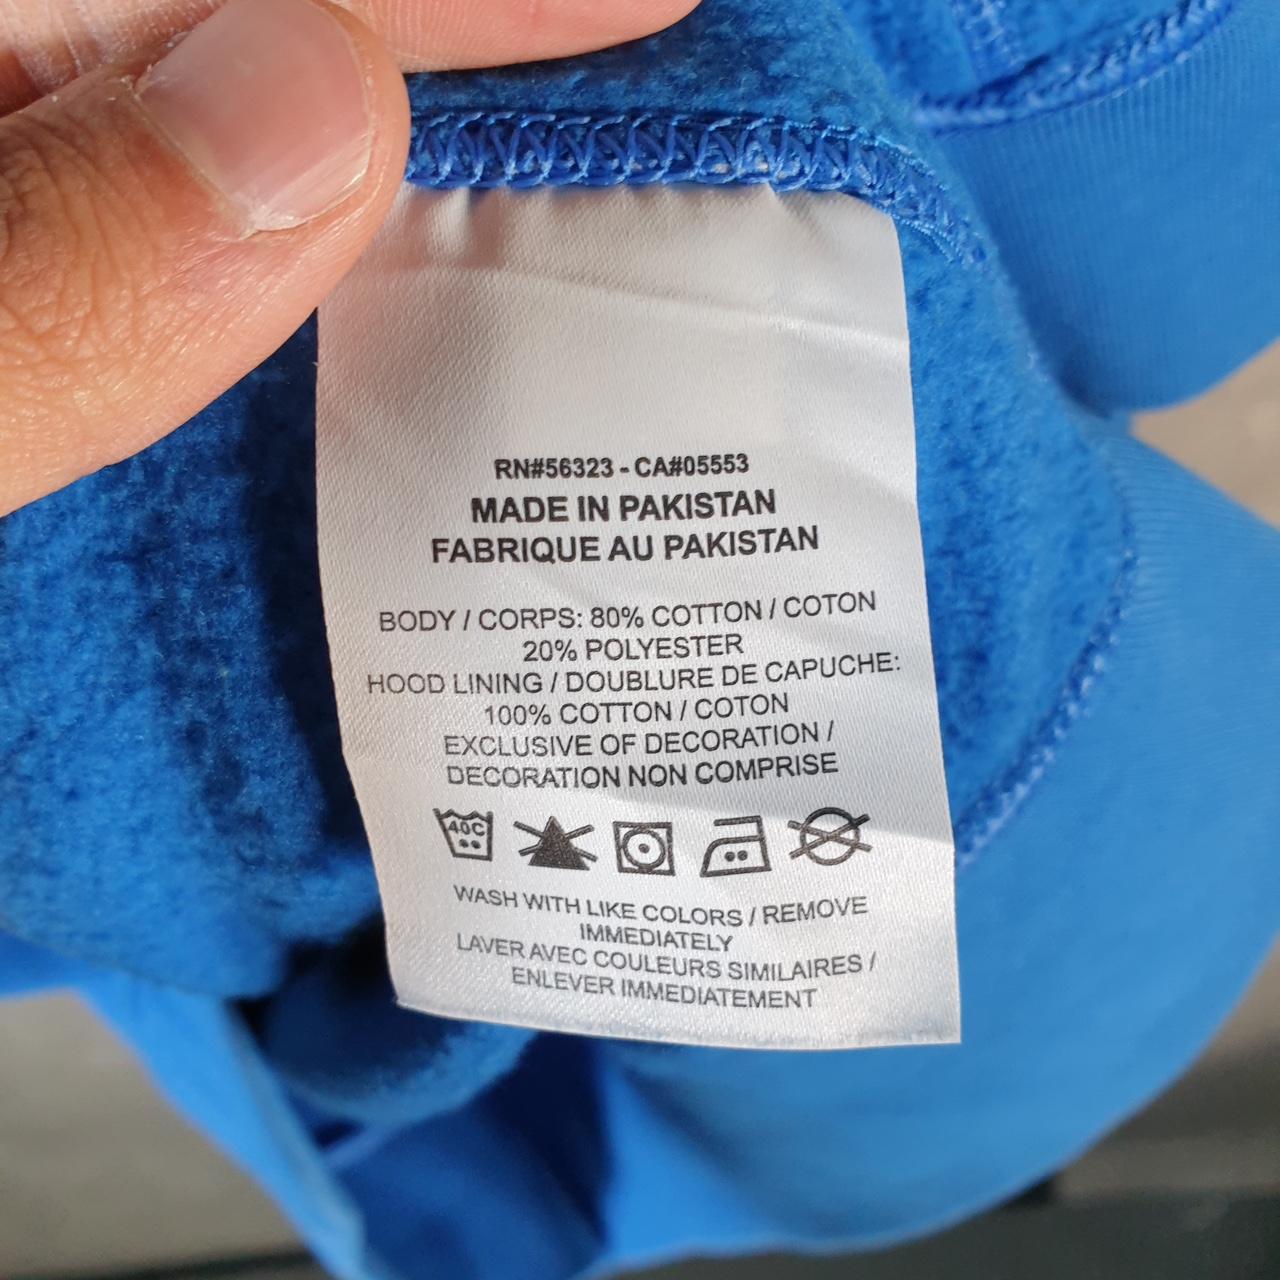 RN#56323 - CA#05553
MADE IN PAKISTAN
FABRIQUE AU PAKISTAN
BODY / CORPS: 80% COTTON / COTON
20% POLYESTER
HOOD LINING / DOUBLURE DE CAPUCHE:
100% COTTON / COTON
EXCLUSIVE OF DECORATION /
DECORATION NON COMPRISE
40C
WASH WITH LIKE COLORS / REMOVE
IMMEDIATELY
LAVER AVEC COULEURS SIMILAIRES /
ENLEVER IMMEDIATEMENT